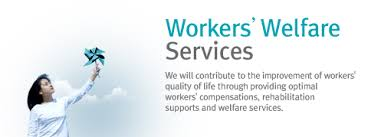 Workers' Welfare
Services
We will contribute to the improvement of workers'
quality of life through providing optimal
workers' compensations, rehabilitation
supports and welfare services.